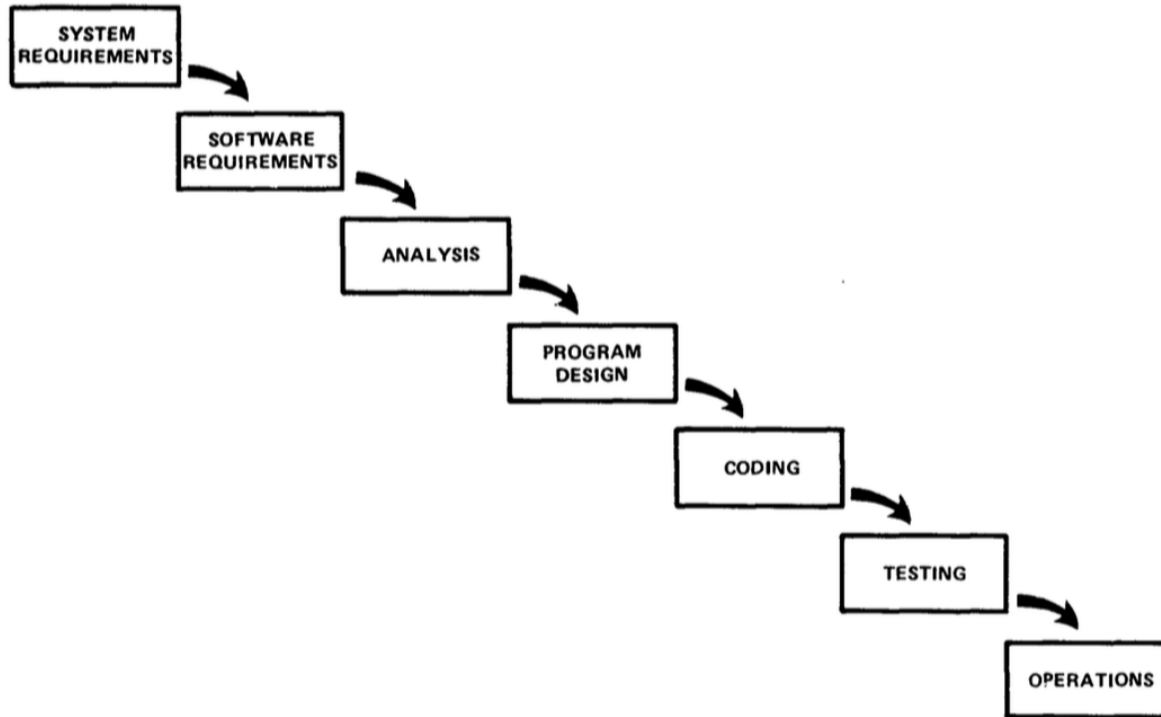 SYSTEM
REQUIREMENTS
SOFTWARE
REQUIREMENTS
ANALYSIS
PROGRAM
DESIGN
CODING
TESTING
OPERATIONS